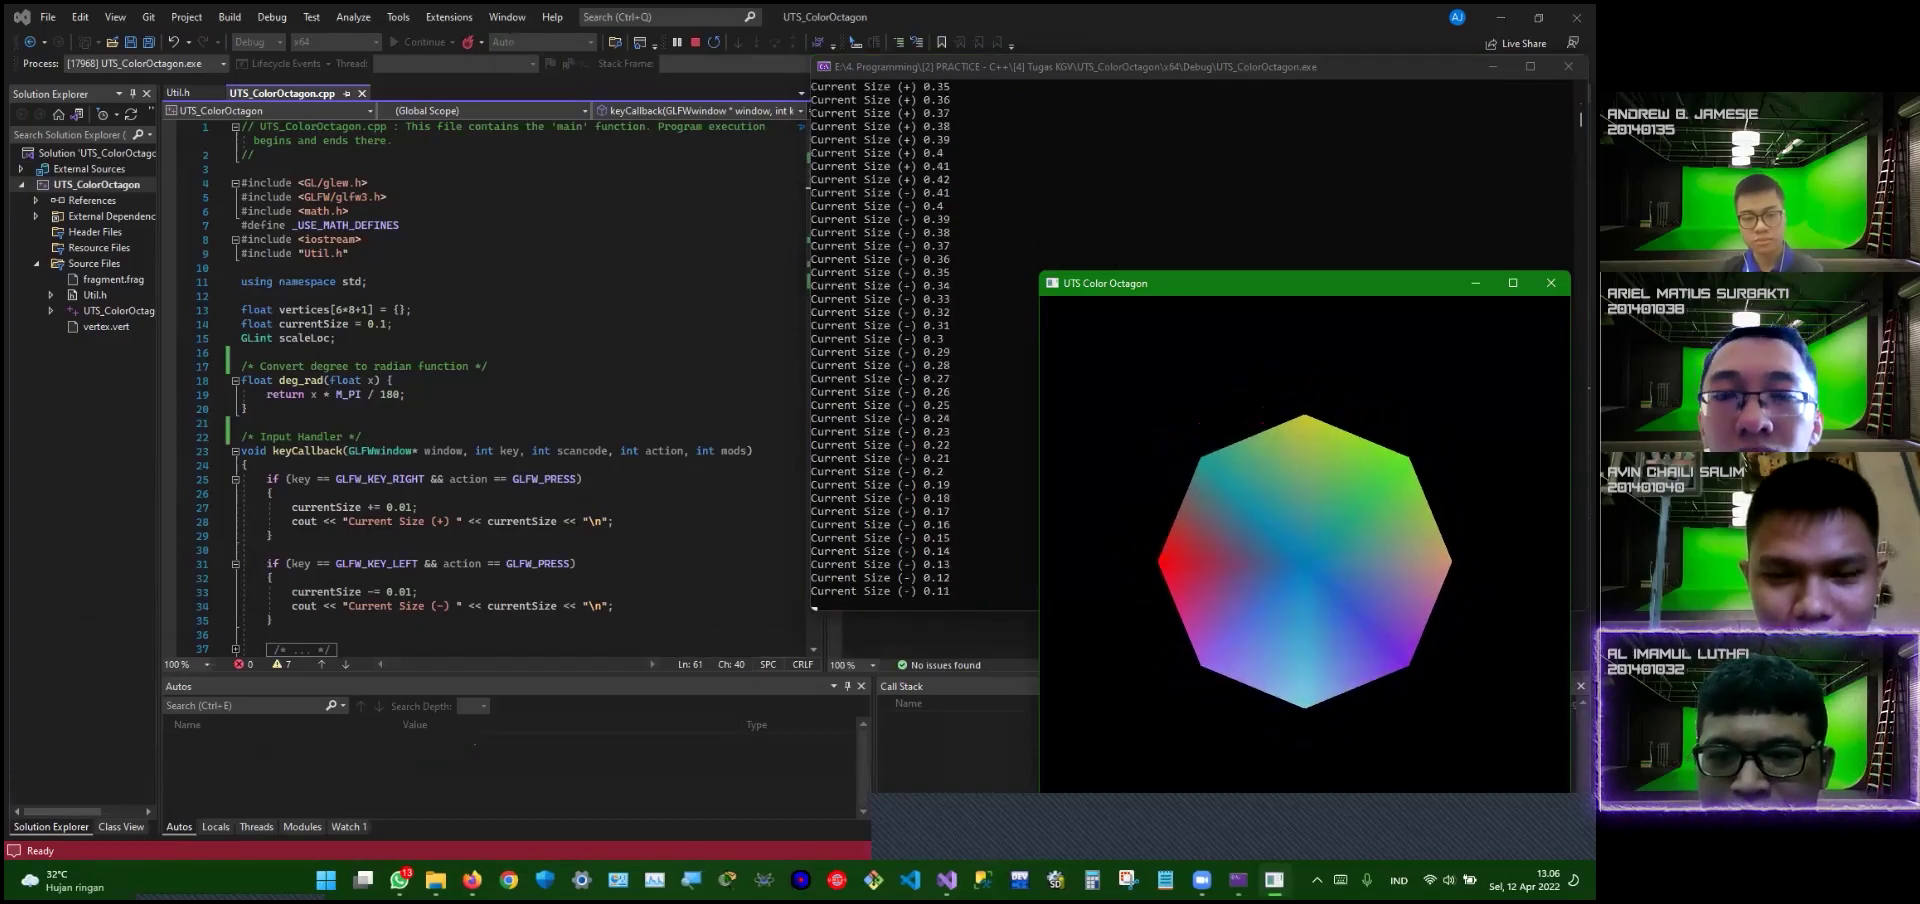 File Edit View Git Project Build Debug Test Analyze Tools Extensions Window Help Search (Ctrl+Q) UTS_ColorOctagon AJ
Debug x64 Continue Auto Live Share
Process: [17968] UTS_ColorOctagon.exe Lifecycle Events Thread: Stack Frame:
Solution Explorer
Search Solution Explorer (
Solution 'UTS_ColorOctago
External Sources
UTS_ColorOctagon
References
External Dependenc
Header Files
Resource Files
Source Files
fragment.frag
Util.h
UTS_ColorOctag
vertex.vert
Solution Explorer Class View
Util.h UTS_ColorOctagon.cpp
UTS_ColorOctagon (Global Scope) keyCallback(GLFWwindow * window, int k
1 // UTS_ColorOctagon.cpp : This file contains the 'main' function. Program execution
begins and ends there.
2 //
3
4 #include <GL/glew.h>
5 #include <GLFW/glfw3.h>
6 #include <math.h>
7 #define _USE_MATH_DEFINES
8 #include <iostream>
9 #include "Util.h"
10
11 using namespace std;
12
13 float vertices[6*8+1] = {};
14 float currentSize = 0.1;
15 GLint scaleLoc;
16
17 /* Convert degree to radian function */
18 float deg_rad(float x) {
19 return x * M_PI / 180;
20 }
21
22 /* Input Handler */
23 void keyCallback(GLFWwindow* window, int key, int scancode, int action, int mods)
24 {
25 if (key == GLFW_KEY_RIGHT && action == GLFW_PRESS)
26 {
27 currentSize += 0.01;
28 cout << "Current Size (+) " << currentSize << "\n";
29 }
30
31 if (key == GLFW_KEY_LEFT && action == GLFW_PRESS)
32 {
33 currentSize -= 0.01;
34 cout << "Current Size (-) " << currentSize << "\n";
35 }
36
37 /* ... */
100 % 0 7 Ln: 61 Ch: 40 SPC CRLF
Autos
Search (Ctrl+E) Search Depth:
Name Value Type
Autos Locals Threads Modules Watch 1
E:\4. Programming\[2] PRACTICE - C++\[4] Tugas KGV\UTS_ColorOctagon\x64\Debug\UTS_ColorOctagon.exe
Current Size (+) 0.35
Current Size (+) 0.36
Current Size (+) 0.37
Current Size (+) 0.38
Current Size (+) 0.39
Current Size (+) 0.4
Current Size (+) 0.41
Current Size (+) 0.42
Current Size (-) 0.41
Current Size (-) 0.4
Current Size (-) 0.39
Current Size (-) 0.38
Current Size (-) 0.37
Current Size (-) 0.36
Current Size (-) 0.35
Current Size (-) 0.34
Current Size (-) 0.33
Current Size (-) 0.32
Current Size (-) 0.31
Current Size (-) 0.3
Current Size (-) 0.29
Current Size (-) 0.28
Current Size (-) 0.27
Current Size (-) 0.26
Current Size (-) 0.25
Current Size (-) 0.24
Current Size (-) 0.23
Current Size (-) 0.22
Current Size (-) 0.21
Current Size (-) 0.2
Current Size (-) 0.19
Current Size (-) 0.18
Current Size (-) 0.17
Current Size (-) 0.16
Current Size (-) 0.15
Current Size (-) 0.14
Current Size (-) 0.13
Current Size (-) 0.12
Current Size (-) 0.11
UTS Color Octagon
100 % No issues found
Call Stack
Name
ANDREW B. JAMESIE
20140135
ARIEL MATIUS SURBAKTI
201401038
AVIN CHAILI SALIM
201401040
AL IMAMUL LUTHFI
201401032
Ready
32°C
Hujan ringan
13
IND
13.06
Sel, 12 Apr 2022